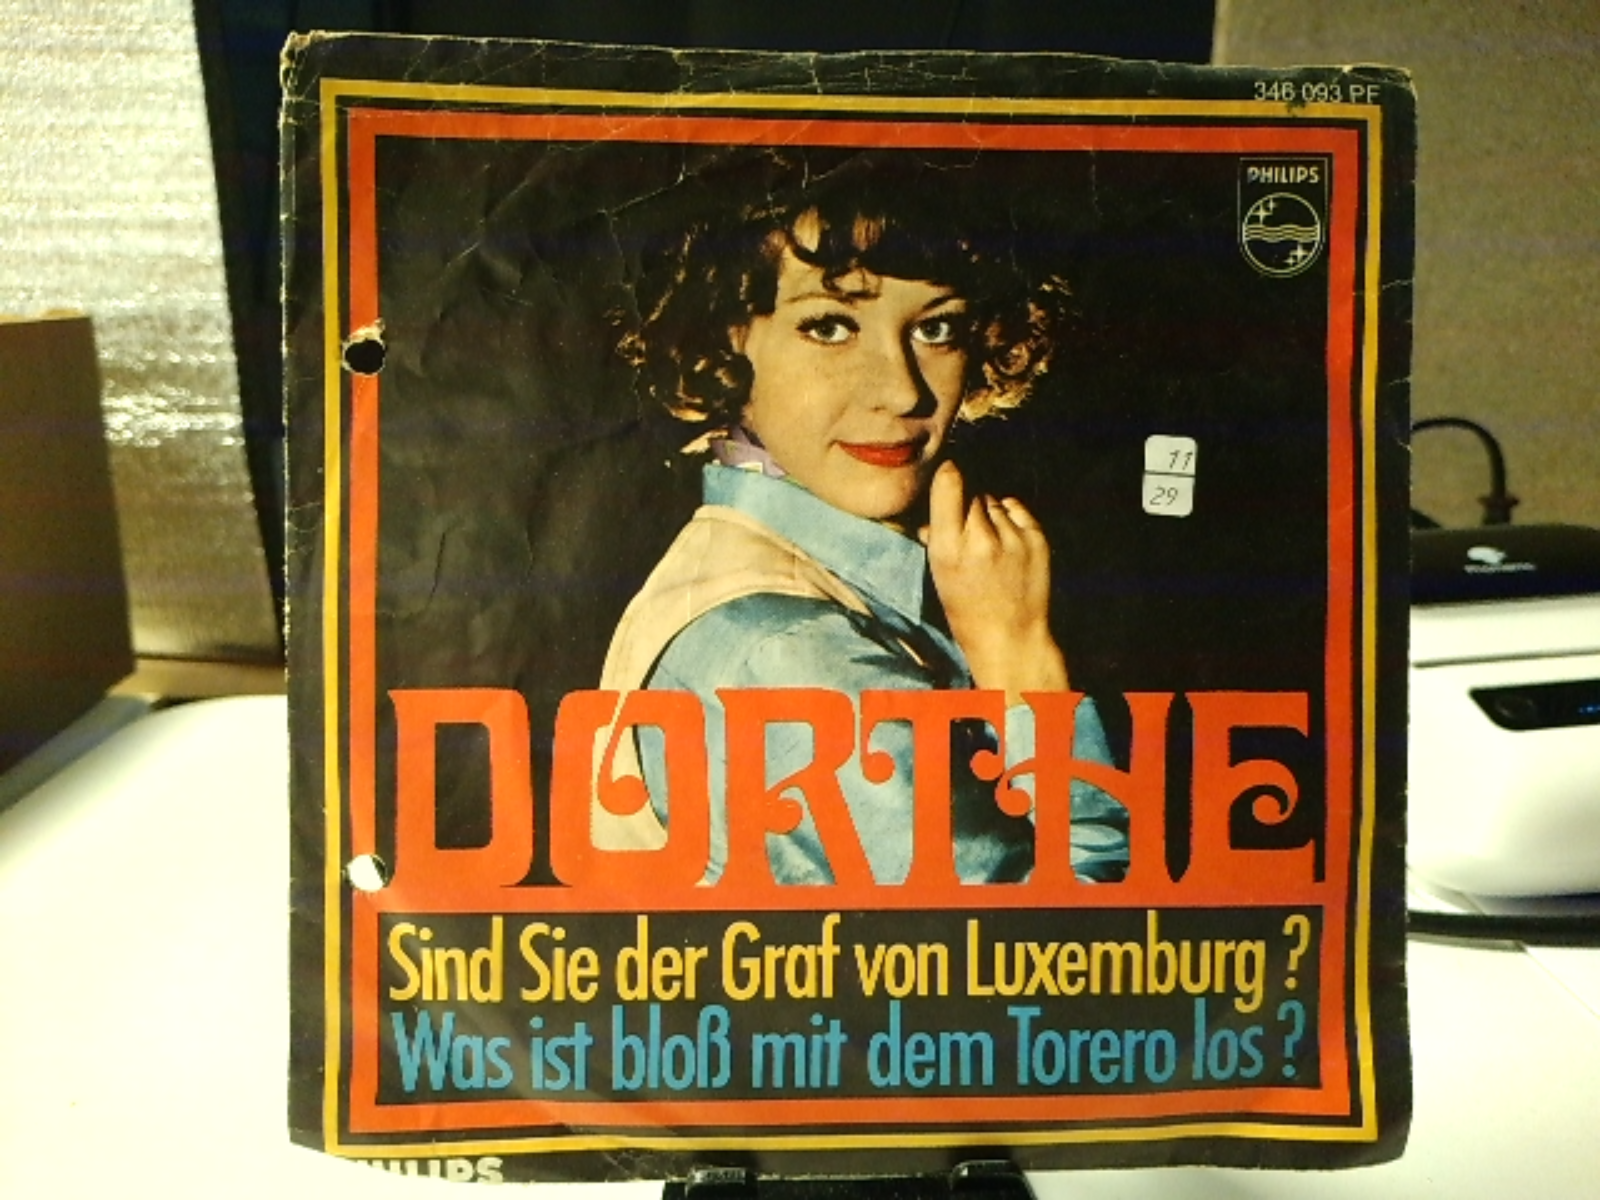 346 093 PF
PHILIPS
11
29
DORTHE
Sind Sie der Graf von Luxemburg ?
Was ist bloß mit dem Torero los ?
PHILIPS